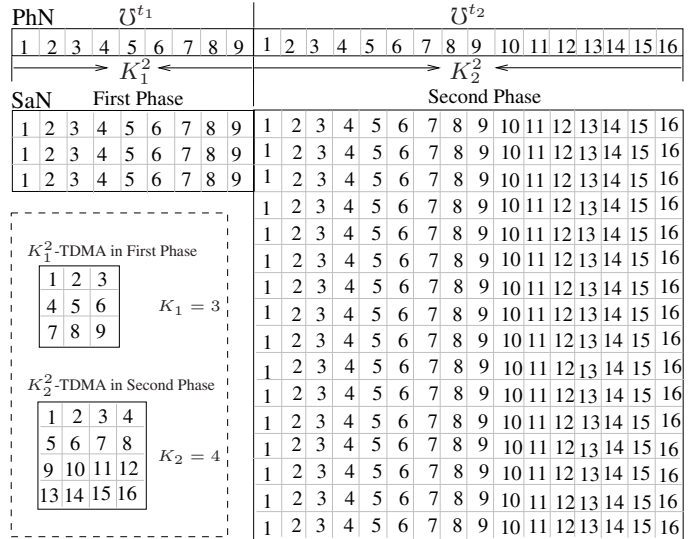 PhN ℧^{t_1} ℧^{t_2}
1 2 3 4 5 6 7 8 9 1 2 3 4 5 6 7 8 9 10 11 12 13 14 15 16
K_1^2 K_2^2
SaN First Phase Second Phase
1 2 3 4 5 6 7 8 9 1 2 3 4 5 6 7 8 9 10 11 12 13 14 15 16
1 2 3 4 5 6 7 8 9 1 2 3 4 5 6 7 8 9 10 11 12 13 14 15 16
1 2 3 4 5 6 7 8 9 1 2 3 4 5 6 7 8 9 10 11 12 13 14 15 16
1 2 3 4 5 6 7 8 9 10 11 12 13 14 15 16
1 2 3 4 5 6 7 8 9 10 11 12 13 14 15 16
1 2 3 4 5 6 7 8 9 10 11 12 13 14 15 16
1 2 3 4 5 6 7 8 9 10 11 12 13 14 15 16
1 2 3 4 5 6 7 8 9 10 11 12 13 14 15 16
1 2 3 4 5 6 7 8 9 10 11 12 13 14 15 16
1 2 3 4 5 6 7 8 9 10 11 12 13 14 15 16
1 2 3 4 5 6 7 8 9 10 11 12 13 14 15 16
1 2 3 4 5 6 7 8 9 10 11 12 13 14 15 16
1 2 3 4 5 6 7 8 9 10 11 12 13 14 15 16
1 2 3 4 5 6 7 8 9 10 11 12 13 14 15 16
1 2 3 4 5 6 7 8 9 10 11 12 13 14 15 16
1 2 3 4 5 6 7 8 9 10 11 12 13 14 15 16
K_1^2-TDMA in First Phase
1 2 3
4 5 6 K_1 = 3
7 8 9
K_2^2-TDMA in Second Phase
1 2 3 4
5 6 7 8
9 10 11 12 K_2 = 4
13 14 15 16